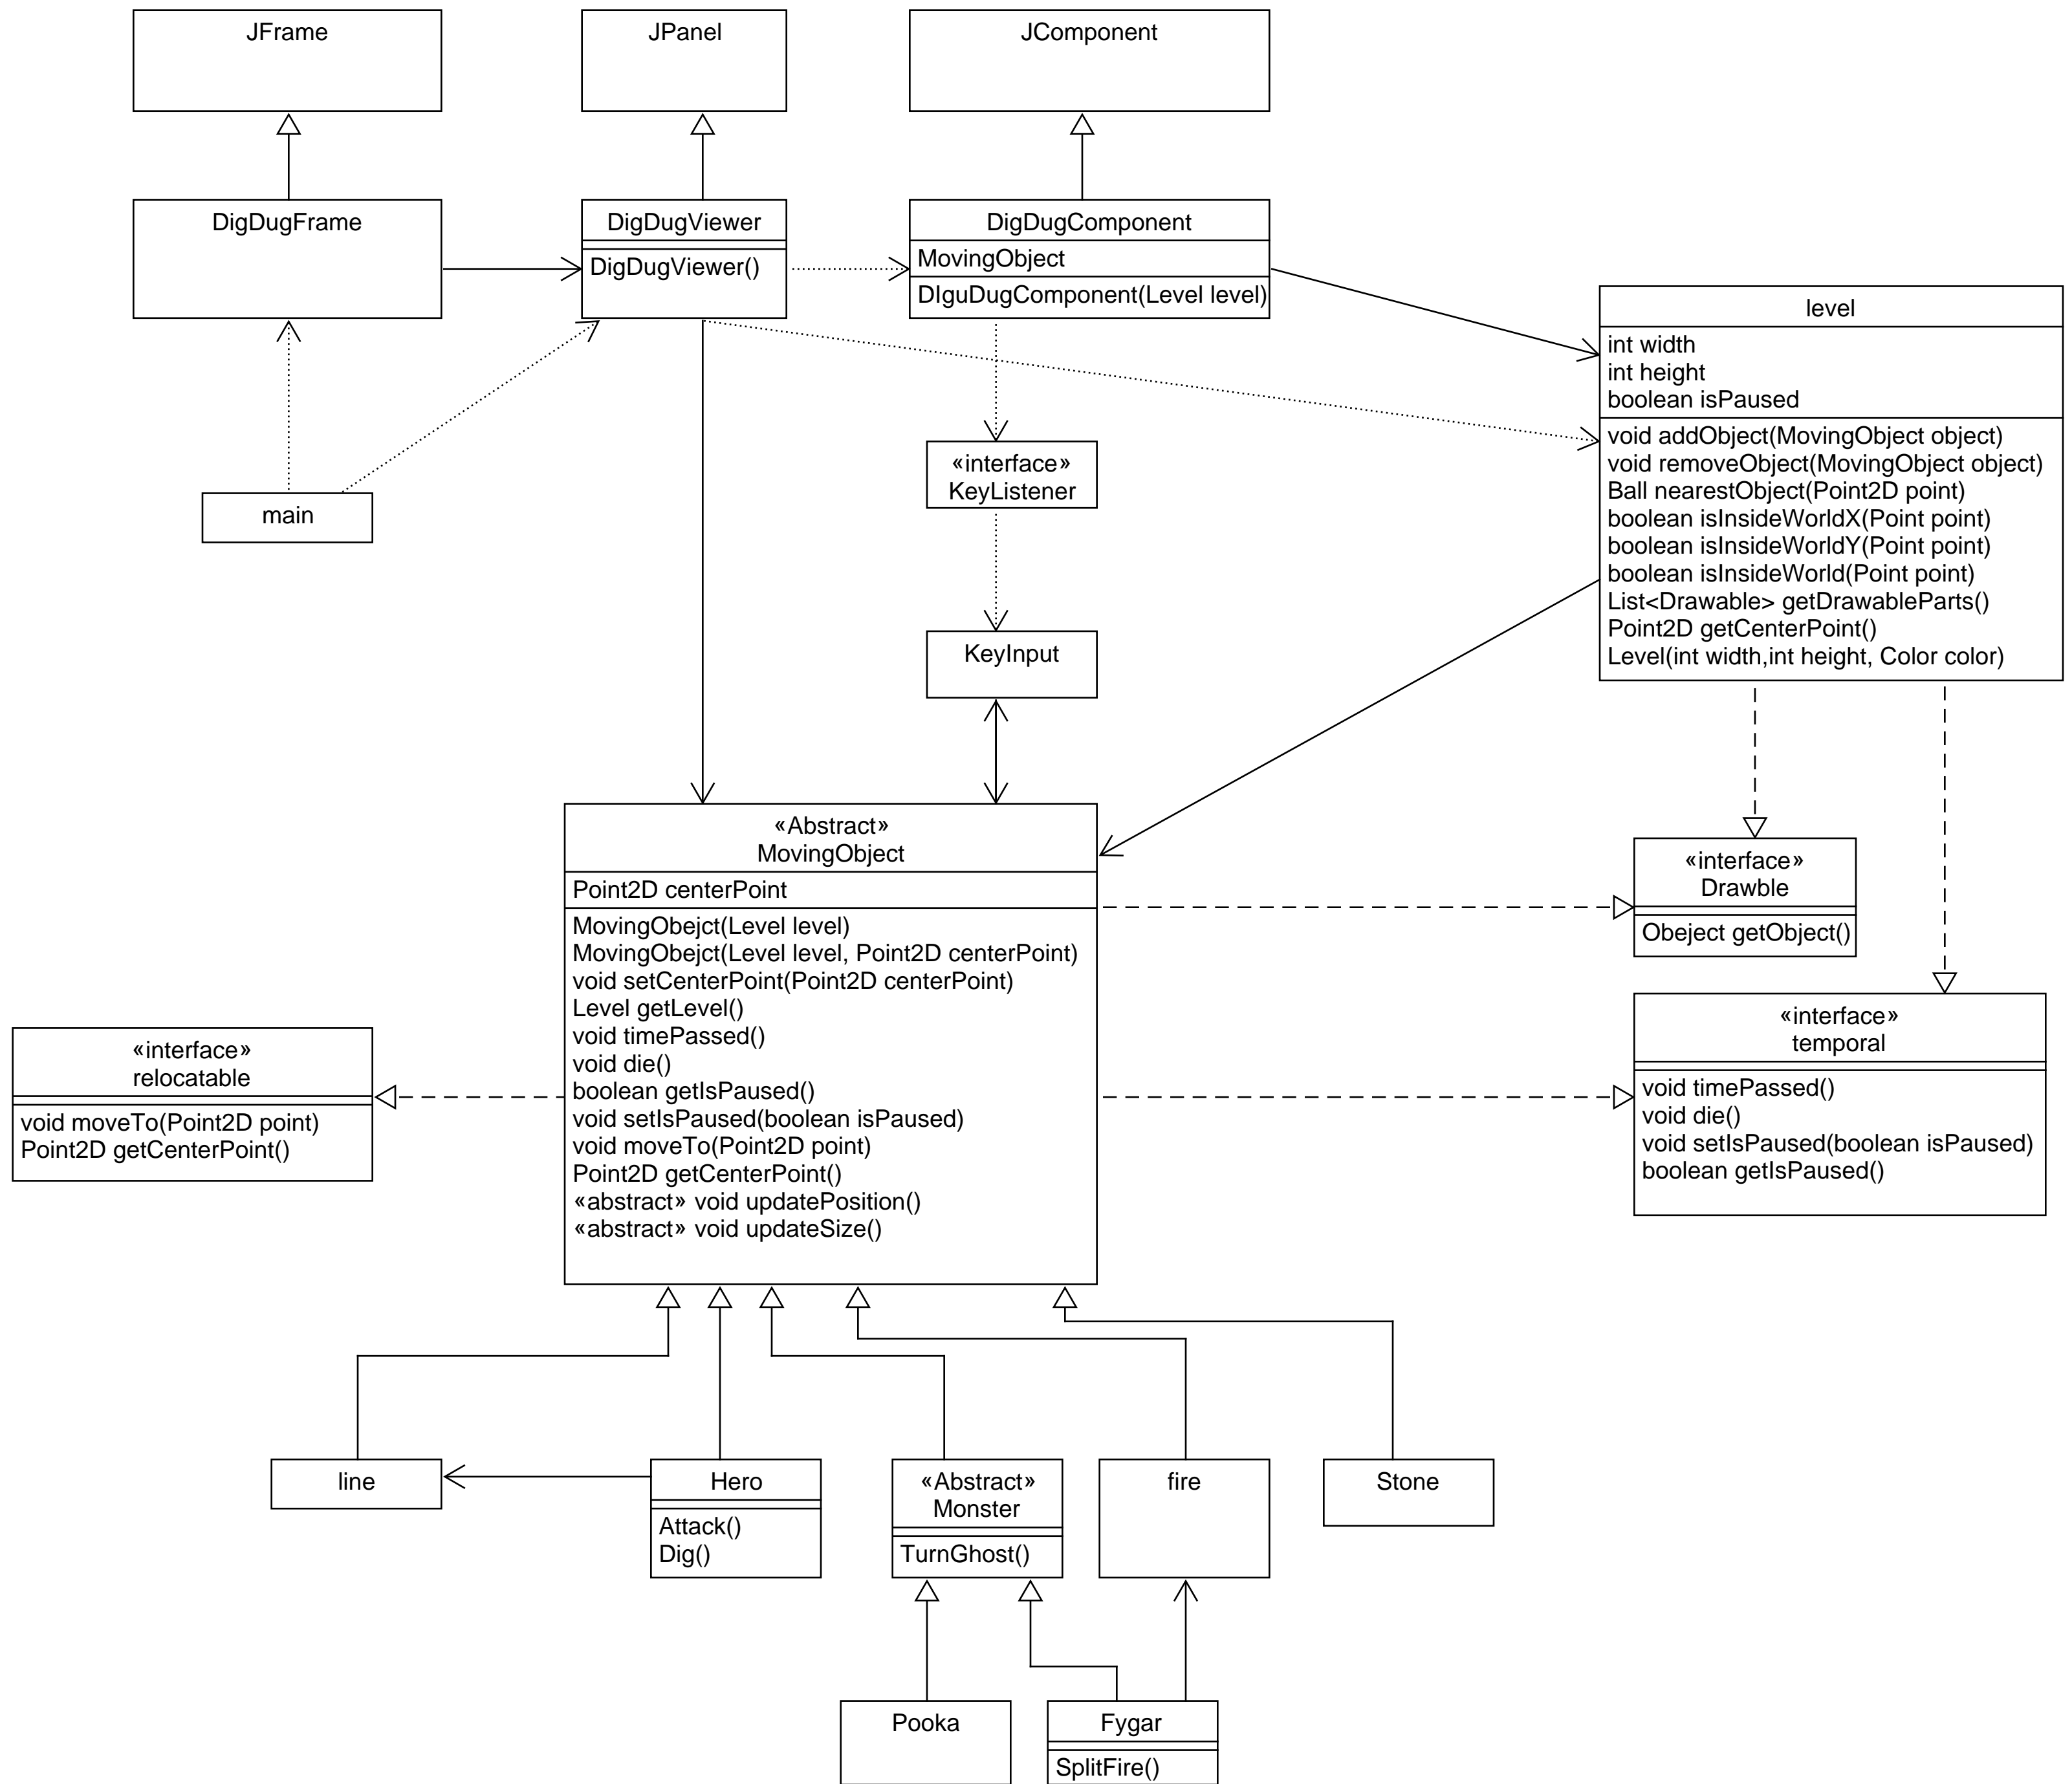 JFrame
JPanel
JComponent
DigDugFrame
DigDugViewer
DigDugViewer()
DigDugComponent
MovingObject
DIguDugComponent(Level level)
level
int width
int height
boolean isPaused
void addObject(MovingObject object)
void removeObject(MovingObject object)
Ball nearestObject(Point2D point)
boolean isInsideWorldX(Point point)
boolean isInsideWorldY(Point point)
boolean isInsideWorld(Point point)
List<Drawable> getDrawableParts()
Point2D getCenterPoint()
Level(int width,int height, Color color)
main
«interface»
KeyListener
KeyInput
«Abstract»
MovingObject
Point2D centerPoint
MovingObejct(Level level)
MovingObejct(Level level, Point2D centerPoint)
void setCenterPoint(Point2D centerPoint)
Level getLevel()
void timePassed()
void die()
boolean getIsPaused()
void setIsPaused(boolean isPaused)
void moveTo(Point2D point)
Point2D getCenterPoint()
«abstract» void updatePosition()
«abstract» void updateSize()
«interface»
Drawble
Obeject getObject()
«interface»
temporal
void timePassed()
void die()
void setIsPaused(boolean isPaused)
boolean getIsPaused()
«interface»
relocatable
void moveTo(Point2D point)
Point2D getCenterPoint()
line
Hero
Attack()
Dig()
«Abstract»
Monster
TurnGhost()
fire
Stone
Pooka
Fygar
SplitFire()